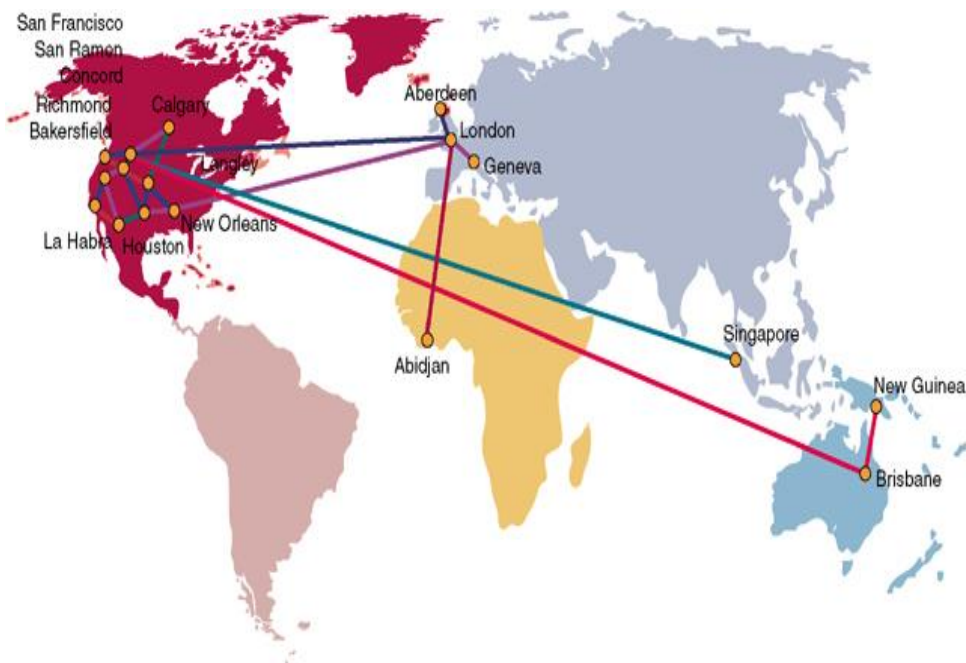 San Francisco
San Ramon
Concord
Richmond
Bakersfield
Calgary
Langley
La Habra
Houston
New Orleans
Aberdeen
London
Geneva
Abidjan
Singapore
New Guinea
Brisbane